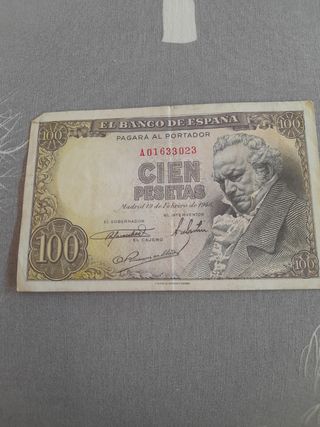 100
EL BANCO DE ESPAÑA
100
PAGARÁ AL PORTADOR
A01633023
CIEN
PESETAS
Madrid 19 de Febrero de 1946
EL GOBERNADOR
EL INTERVENTOR
EL CAJERO
100
100